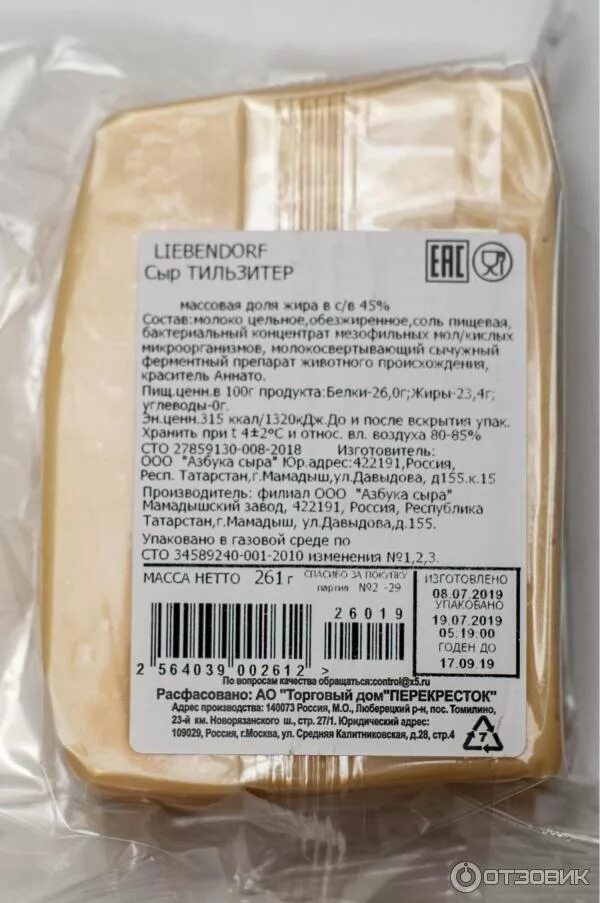 LIEBENDORF
Сыр ТИЛЬЗИТЕР
EAC
массовая доля жира в с/в 45%
Состав:молоко цельное,обезжиренное,соль пищевая,
бактериальный концентрат мезофильных мол/кислых
микроорганизмов, молокосвертывающий сычужный
ферментный препарат животного происхождения,
краситель Аннато.
Пищ.ценн.в 100г продукта:Белки-26,0г;Жиры-23,4г;
углеводы-0г.
Эн.ценн.315 ккал/1320кДж.До и после вскрытия упак.
Хранить при t 4±2ºС и относ. вл. воздуха 80-85%
СТО 27859130-008-2018 Изготовитель:
ООО "Азбука сыра" Юр.адрес:422191,Россия,
Респ. Татарстан,г.Мамадыш,ул.Давыдова, д155.к.15
Производитель: филиал ООО "Азбука сыра"
Мамадышский завод, 422191, Россия, Республика
Татарстан,г.Мамадыш, ул.Давыдова,д.155.
Упаковано в газовой среде по
СТО 34589240-001-2010 изменения №1,2,3.
МАССА НЕТТО 261г
СПАСИБО ЗА ПОКУПКУ
партия №2 -29
ИЗГОТОВЛЕНО
08.07.2019
УПАКОВАНО
19.07.2019
05:19:00
ГОДЕН ДО
17.09.19
26019
2 564039 002612 >
По вопросам качества обращаться:control@x5.ru
Расфасовано: АО "Торговый дом"ПЕРЕКРЕСТОК"
Адрес производства: 140073 Россия, М.О., Люберецкий р-н, пос. Томилино,
23-й км. Новорязанского ш., стр. 27/1. Юридический адрес:
109029, Россия, г.Москва, ул. Средняя Калитниковская, д.28, стр.4
7
ОТЗОВИК